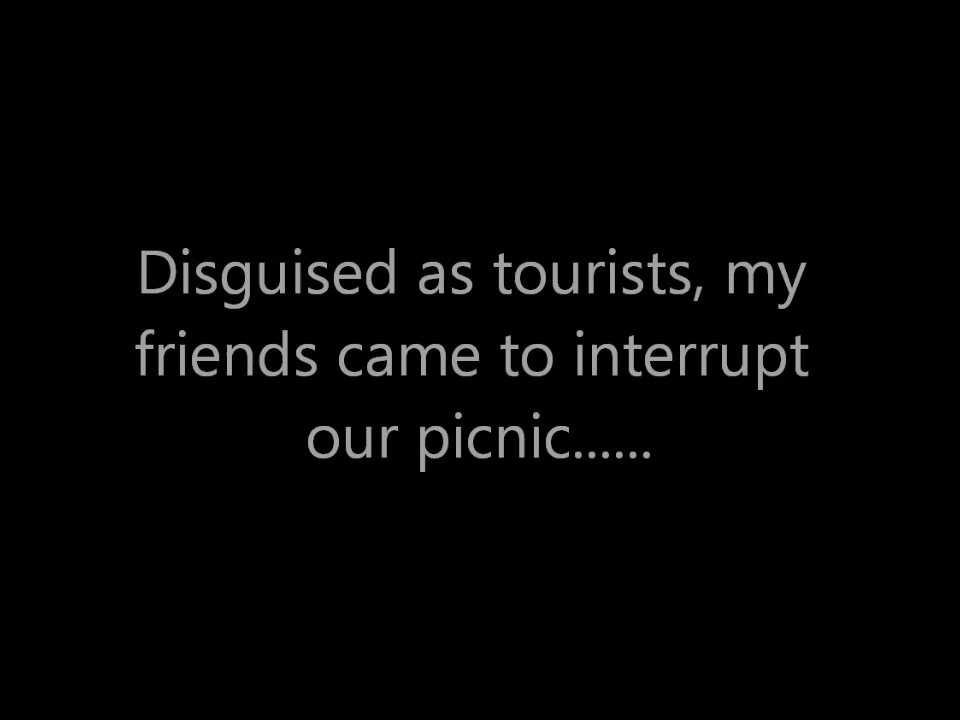 Disguised as tourists, my
friends came to interrupt
our picnic......